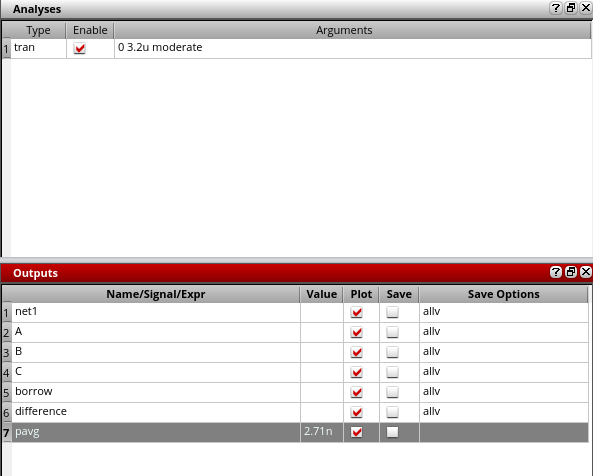 Analyses
Type Enable Arguments
1 tran 0 3.2u moderate
Outputs
Name/Signal/Expr Value Plot Save Save Options
1 net1 allv
2 A allv
3 B allv
4 C allv
5 borrow allv
6 difference allv
7 pavg 2.71n